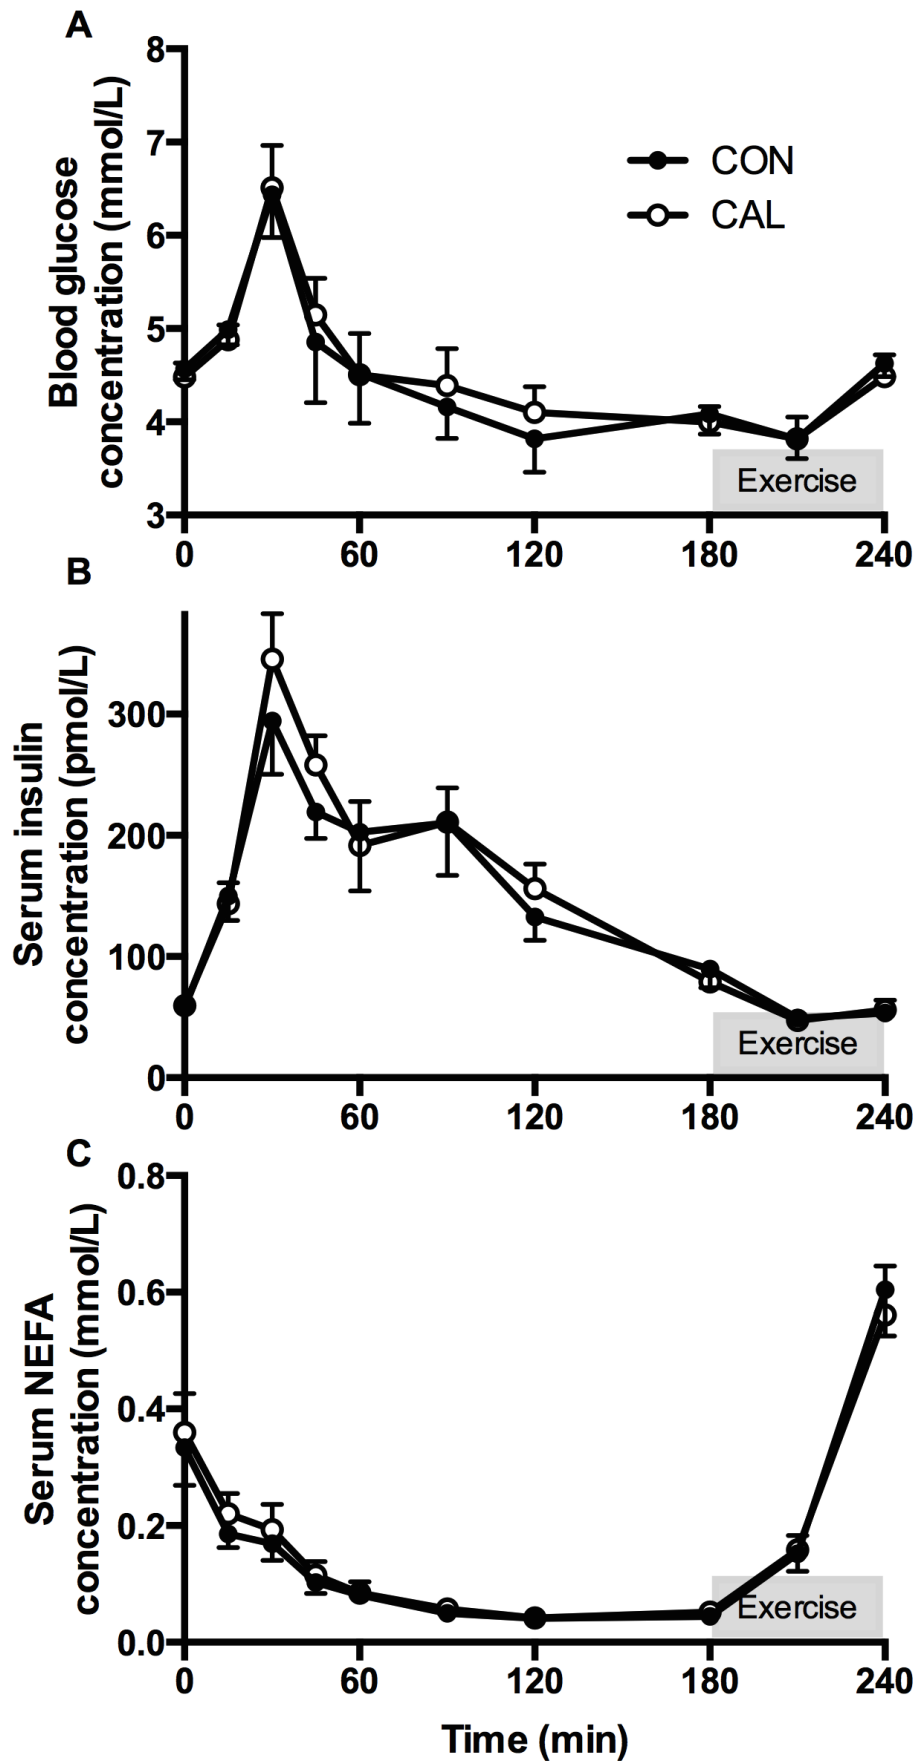 A
Blood glucose
concentration (mmol/L)
8
7
6
5
4
3
CON
CAL
Exercise
0 60 120 180 240
B
Serum insulin
concentration (pmol/L)
300
200
100
0
Exercise
0 60 120 180 240
C
Serum NEFA
concentration (mmol/L)
0.8
0.6
0.4
0.2
0.0
Exercise
0 60 120 180 240
Time (min)